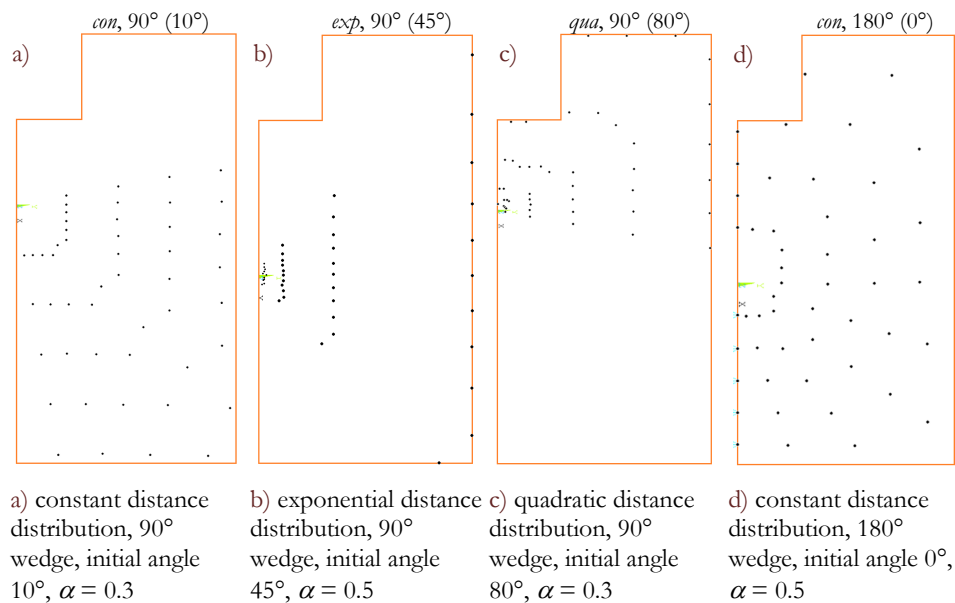 con, 90° (10°)
exp, 90° (45°)
qua, 90° (80°)
con, 180° (0°)
a)
b)
c)
d)
a) constant distance
distribution, 90°
wedge, initial angle
10°, α = 0.3
b) exponential distance
distribution, 90°
wedge, initial angle
45°, α = 0.5
c) quadratic distance
distribution, 90°
wedge, initial angle
80°, α = 0.3
d) constant distance
distribution, 180°
wedge, initial angle 0°,
α = 0.5